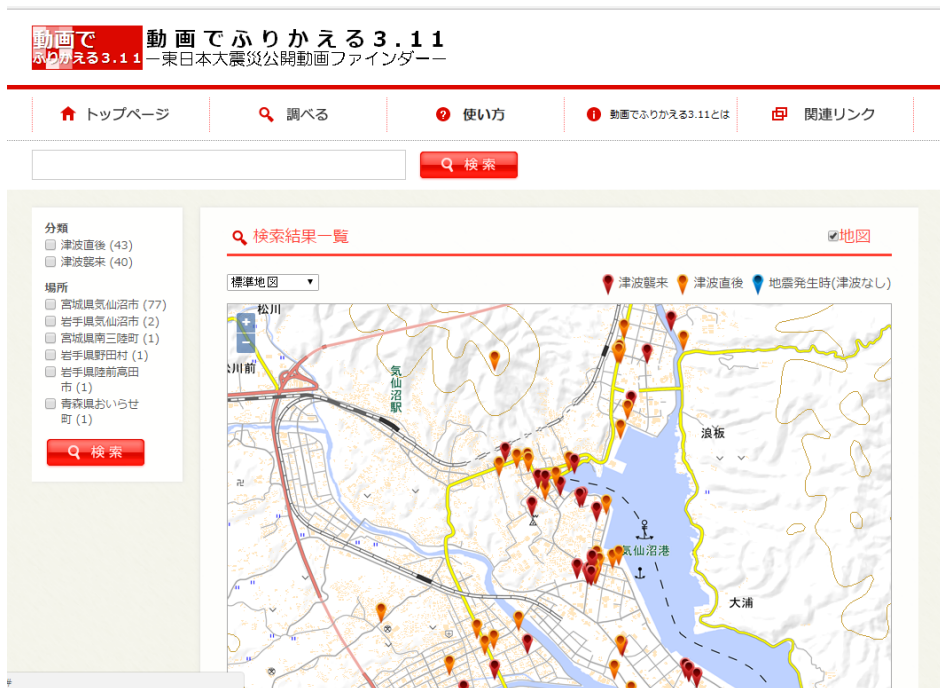 動画で
ふりかえる3.11
動画でふりかえる3.11
―東日本大震災公開動画ファインダー―
トップページ
調べる
使い方
動画でふりかえる3.11とは
関連リンク
検索
分類
津波直後 (43)
津波襲来 (40)
場所
宮城県気仙沼市 (77)
岩手県気仙沼市 (2)
宮城県南三陸町 (1)
岩手県野田村 (1)
岩手県陸前高田
市 (1)
青森県おいらせ
町 (1)
検索
検索結果一覧
地図
標準地図
津波襲来
津波直後
地震発生時(津波なし)
+
−
松川
松川前
気仙沼駅
浪板
気仙沼港
大浦